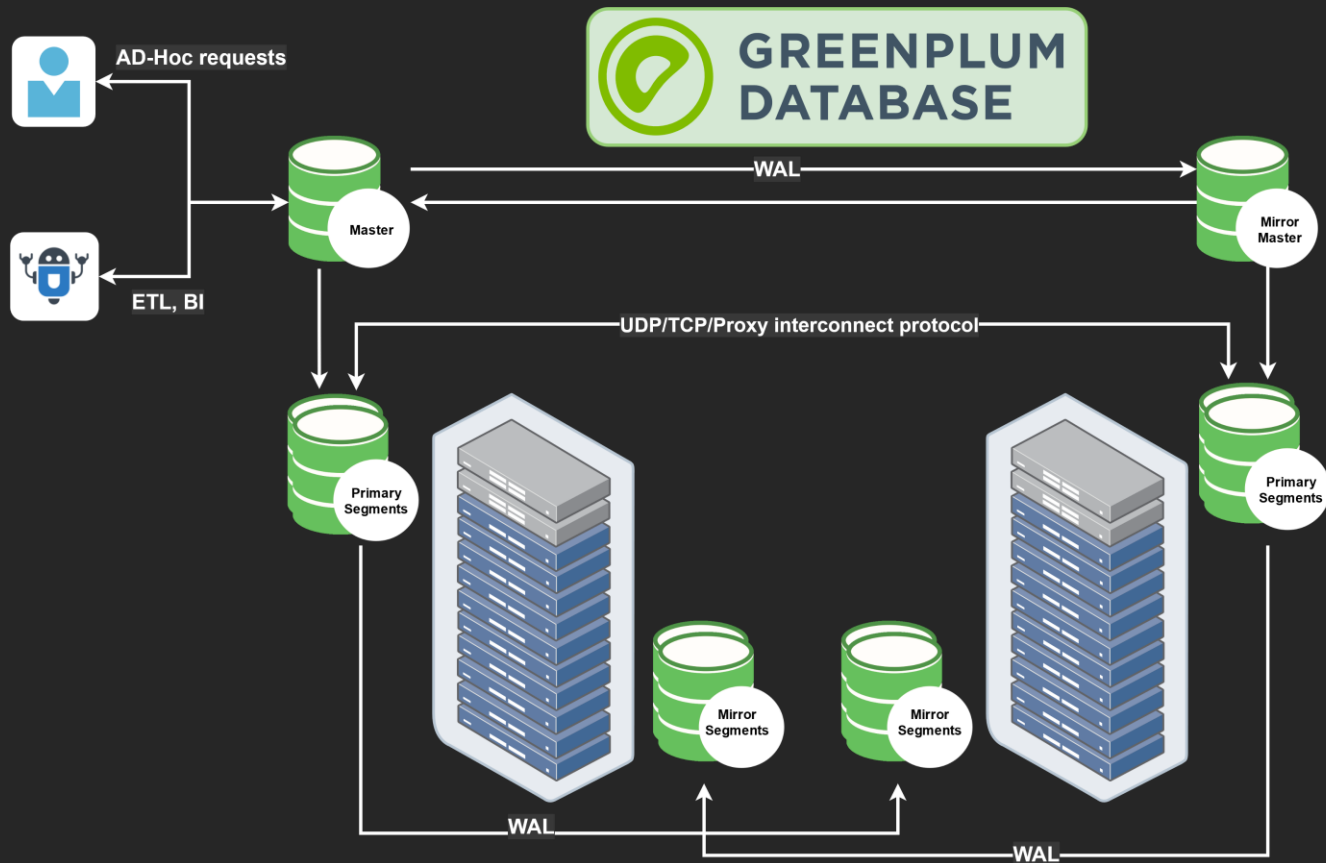 AD-Hoc requests
GREENPLUM
DATABASE
WAL
Master
Mirror
Master
ETL, BI
UDP/TCP/Proxy interconnect protocol
Primary
Segments
Primary
Segments
Mirror
Segments
Mirror
Segments
WAL
WAL